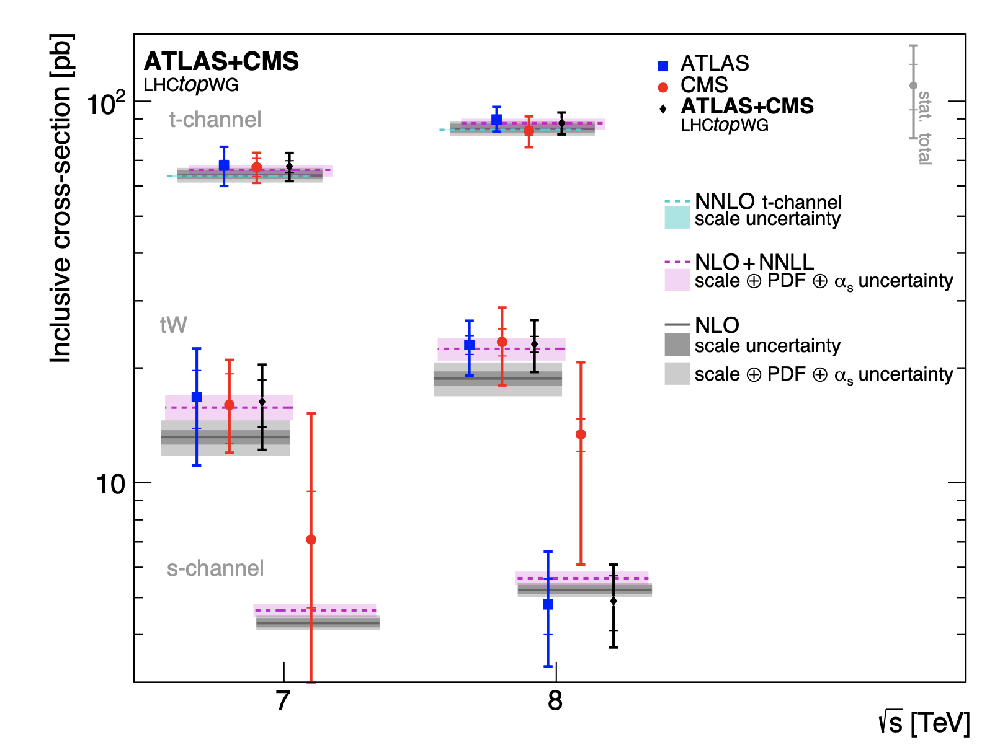 Inclusive cross-section [pb]
ATLAS+CMS
LHCtopWG
10²
t-channel
tW
10
s-channel
7
8
√s [TeV]
ATLAS
CMS
ATLAS+CMS
LHCtopWG
stat. total
NNLO t-channel
scale uncertainty
NLO+NNLL
scale ⊕ PDF ⊕ αₛ uncertainty
NLO
scale uncertainty
scale ⊕ PDF ⊕ αₛ uncertainty